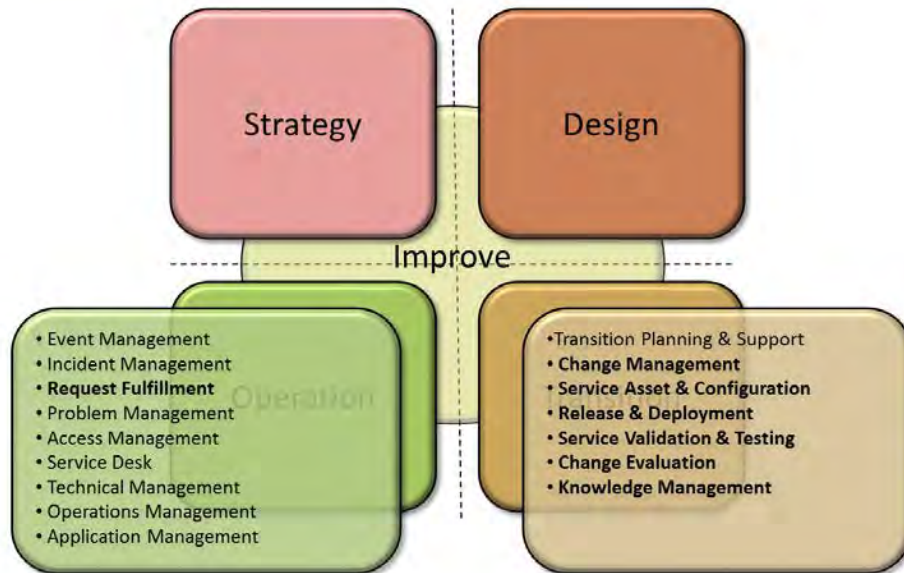 Strategy
Design
Improve
Operation
Transition
• Event Management
• Incident Management
• Request Fulfillment
• Problem Management
• Access Management
• Service Desk
• Technical Management
• Operations Management
• Application Management
•Transition Planning & Support
• Change Management
• Service Asset & Configuration
• Release & Deployment
• Service Validation & Testing
• Change Evaluation
• Knowledge Management